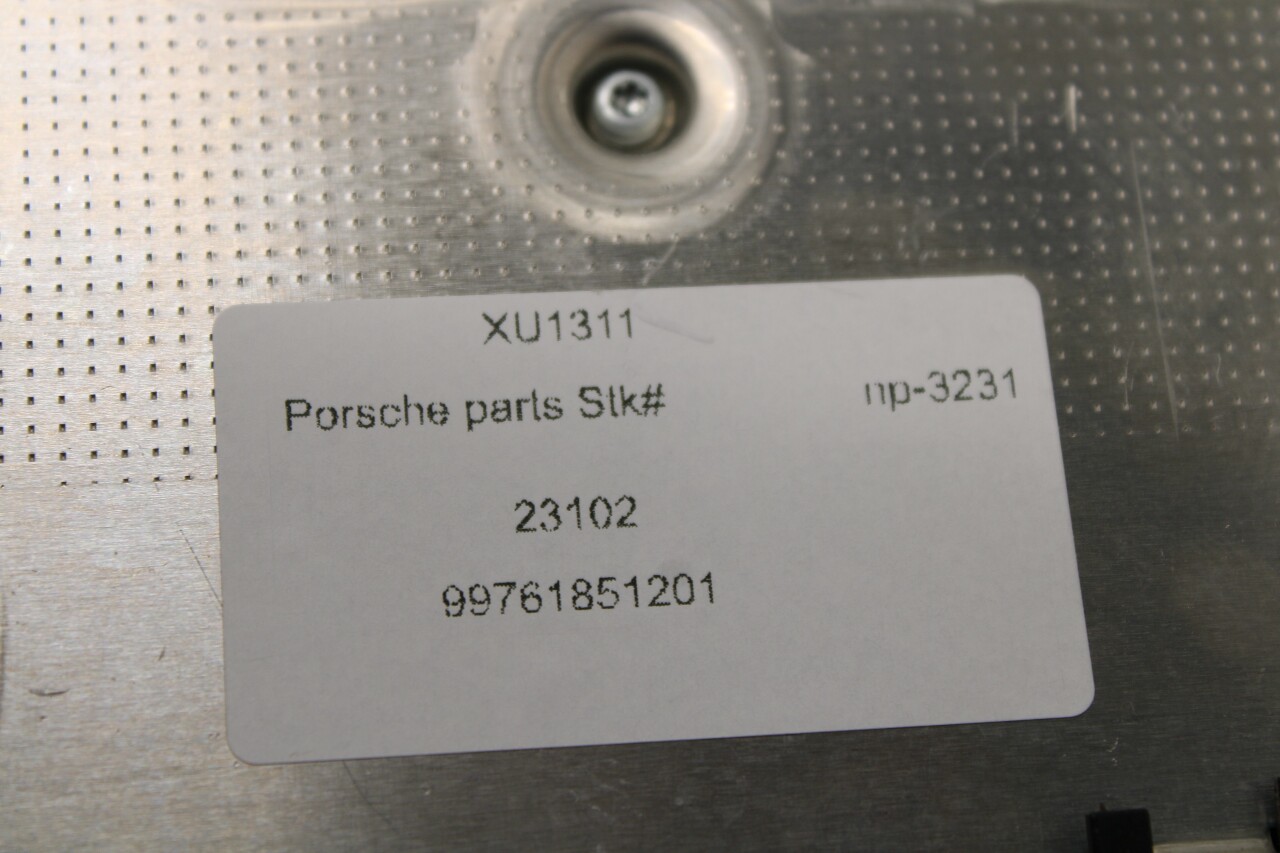 XU1311
Porsche parts Stk# np-3231
23102
99761851201